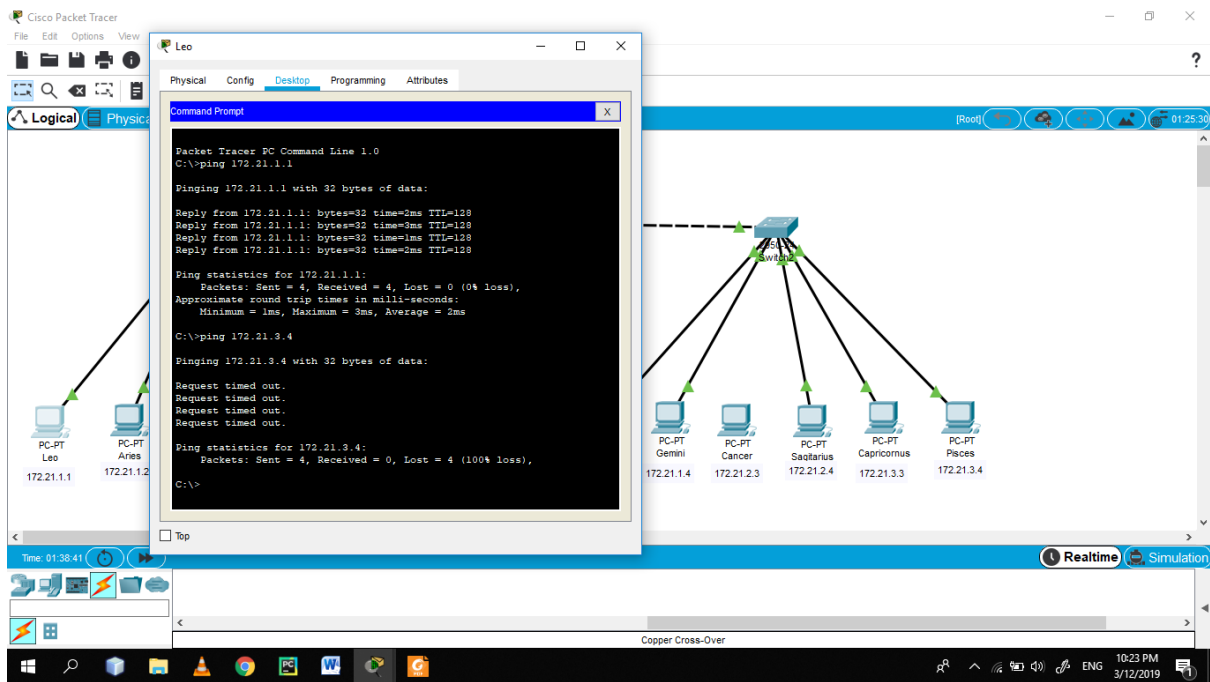 Cisco Packet Tracer
File Edit Options View
Leo
Physical Config Desktop Programming Attributes
Logical
Physica
[Root]
01:25:30
Command Prompt
X
Packet Tracer PC Command Line 1.0
C:\>ping 172.21.1.1
Pinging 172.21.1.1 with 32 bytes of data:
Reply from 172.21.1.1: bytes=32 time=2ms TTL=128
Reply from 172.21.1.1: bytes=32 time=3ms TTL=128
Reply from 172.21.1.1: bytes=32 time=1ms TTL=128
Reply from 172.21.1.1: bytes=32 time=2ms TTL=128
Ping statistics for 172.21.1.1:
Packets: Sent = 4, Received = 4, Lost = 0 (0% loss),
Approximate round trip times in milli-seconds:
Minimum = 1ms, Maximum = 3ms, Average = 2ms
C:\>ping 172.21.3.4
Pinging 172.21.3.4 with 32 bytes of data:
Request timed out.
Request timed out.
Request timed out.
Request timed out.
Ping statistics for 172.21.3.4:
Packets: Sent = 4, Received = 0, Lost = 4 (100% loss),
C:\>
Top
2950-24
Switch2
PC-PT
Leo
172.21.1.1
PC-PT
Aries
172.21.1.2
PC-PT
Gemini
172.21.1.4
PC-PT
Cancer
172.21.2.3
PC-PT
Sagitarius
172.21.2.4
PC-PT
Capricornus
172.21.3.3
PC-PT
Pisces
172.21.3.4
Time: 01:38:41
Realtime
Simulation
Copper Cross-Over
ENG
10:23 PM
3/12/2019